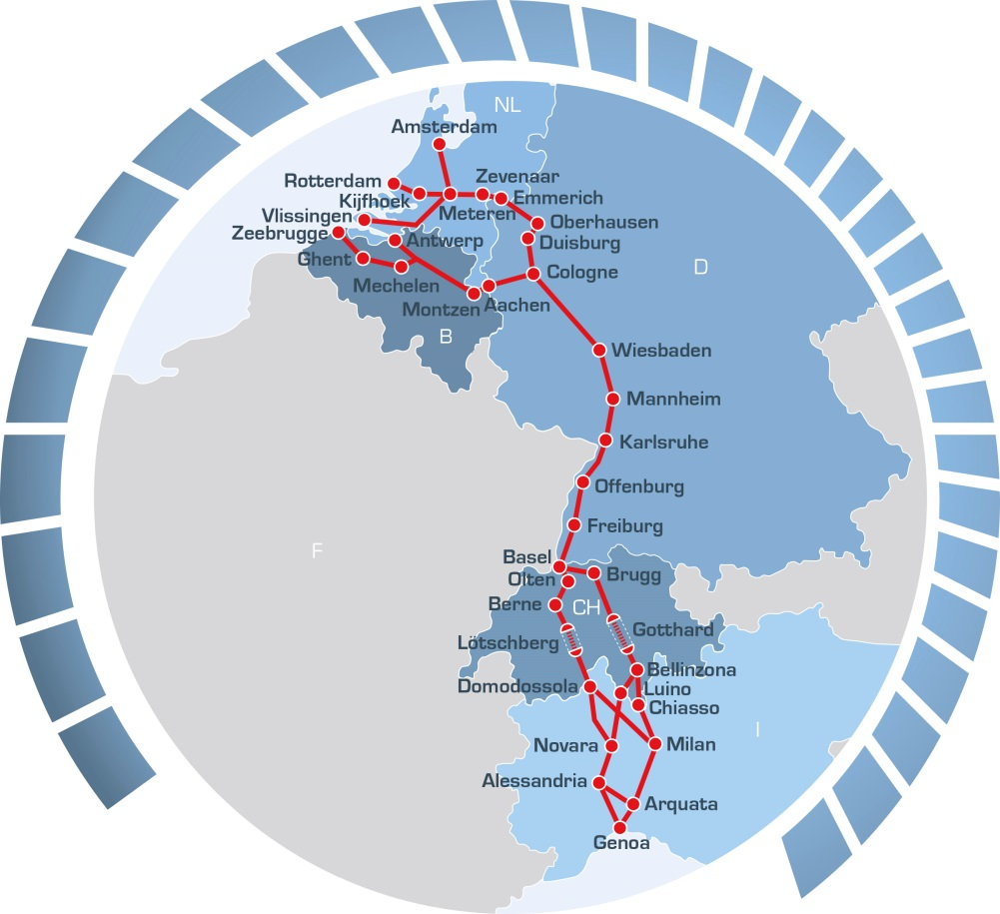 NL
Amsterdam
Zevenaar
Rotterdam
Emmerich
Kijfhoek
Meteren
Vlissingen
Oberhausen
Zeebrugge
Antwerp
Duisburg
Ghent
D
Cologne
Mechelen
Aachen
Montzen
B
Wiesbaden
Mannheim
Karlsruhe
Offenburg
Freiburg
F
Basel
Brugg
Olten
Berne
CH
Gotthard
Lötschberg
Bellinzona
Domodossola
Luino
Chiasso
I
Novara
Milan
Alessandria
Arquata
Genoa